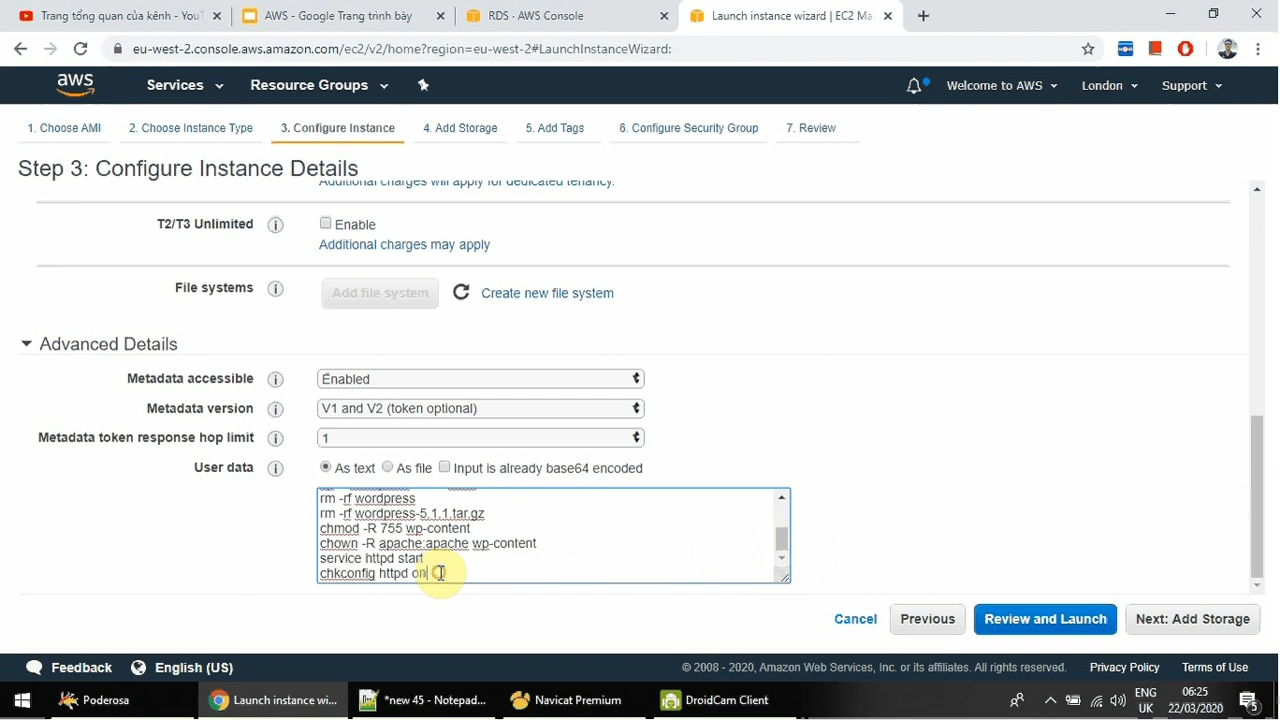 Trang tổng quan của kênh - YouT
AWS - Google Trang trình bày
RDS · AWS Console
Launch instance wizard | EC2 Ma
eu-west-2.console.aws.amazon.com/ec2/v2/home?region=eu-west-2#LaunchInstanceWizard:
aws
Services
Resource Groups
Welcome to AWS
London
Support
1. Choose AMI
2. Choose Instance Type
3. Configure Instance
4. Add Storage
5. Add Tags
6. Configure Security Group
7. Review
Step 3: Configure Instance Details
Additional charges will apply for dedicated tenancy.
T2/T3 Unlimited
Enable
Additional charges may apply
File systems
Add file system
Create new file system
Advanced Details
Metadata accessible
Enabled
Metadata version
V1 and V2 (token optional)
Metadata token response hop limit
1
User data
As text
As file
Input is already base64 encoded
rm -rf wordpress
rm -rf wordpress-5.1.1.tar.gz
chmod -R 755 wp-content
chown -R apache:apache wp-content
service httpd start
chkconfig httpd on
Cancel
Previous
Review and Launch
Next: Add Storage
Feedback
English (US)
© 2008 - 2020, Amazon Web Services, Inc. or its affiliates. All rights reserved.
Privacy Policy
Terms of Use
Poderosa
Launch instance wi...
*new 45 - Notepad...
Navicat Premium
DroidCam Client
ENG
UK
06:25
22/03/2020
5